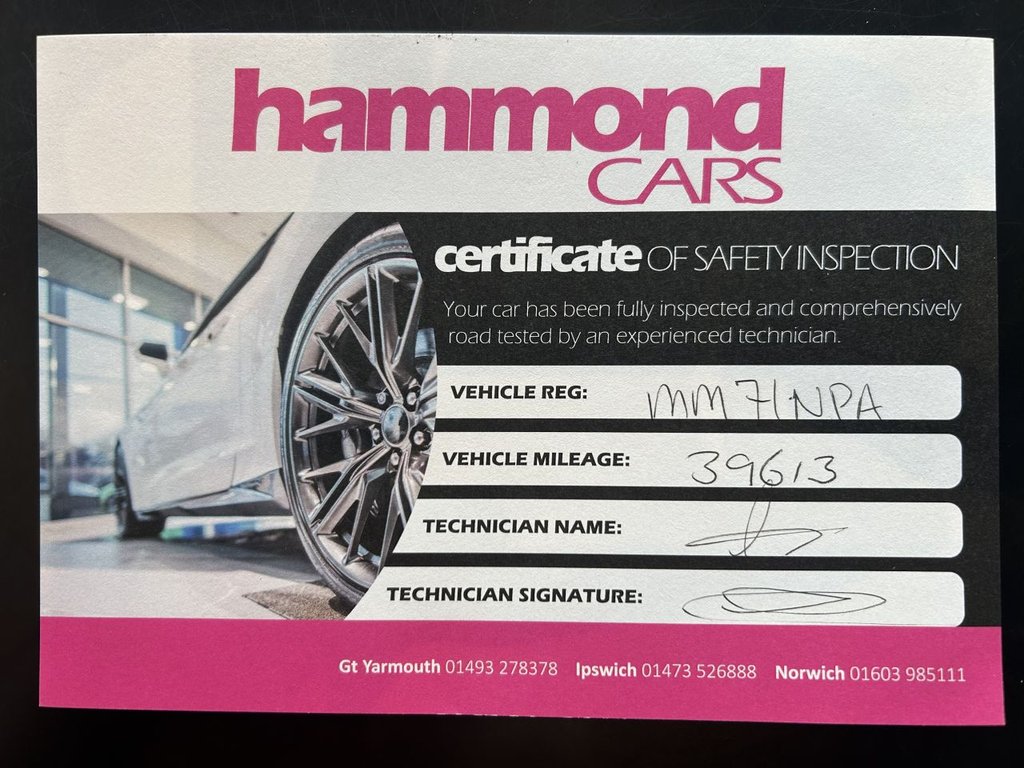 hammond
CARS
certificate OF SAFETY INSPECTION
Your car has been fully inspected and comprehensively
road tested by an experienced technician.
VEHICLE REG: MM71NPA
VEHICLE MILEAGE: 39613
TECHNICIAN NAME:
TECHNICIAN SIGNATURE:
Gt Yarmouth 01493 278378 Ipswich 01473 526888 Norwich 01603 985111